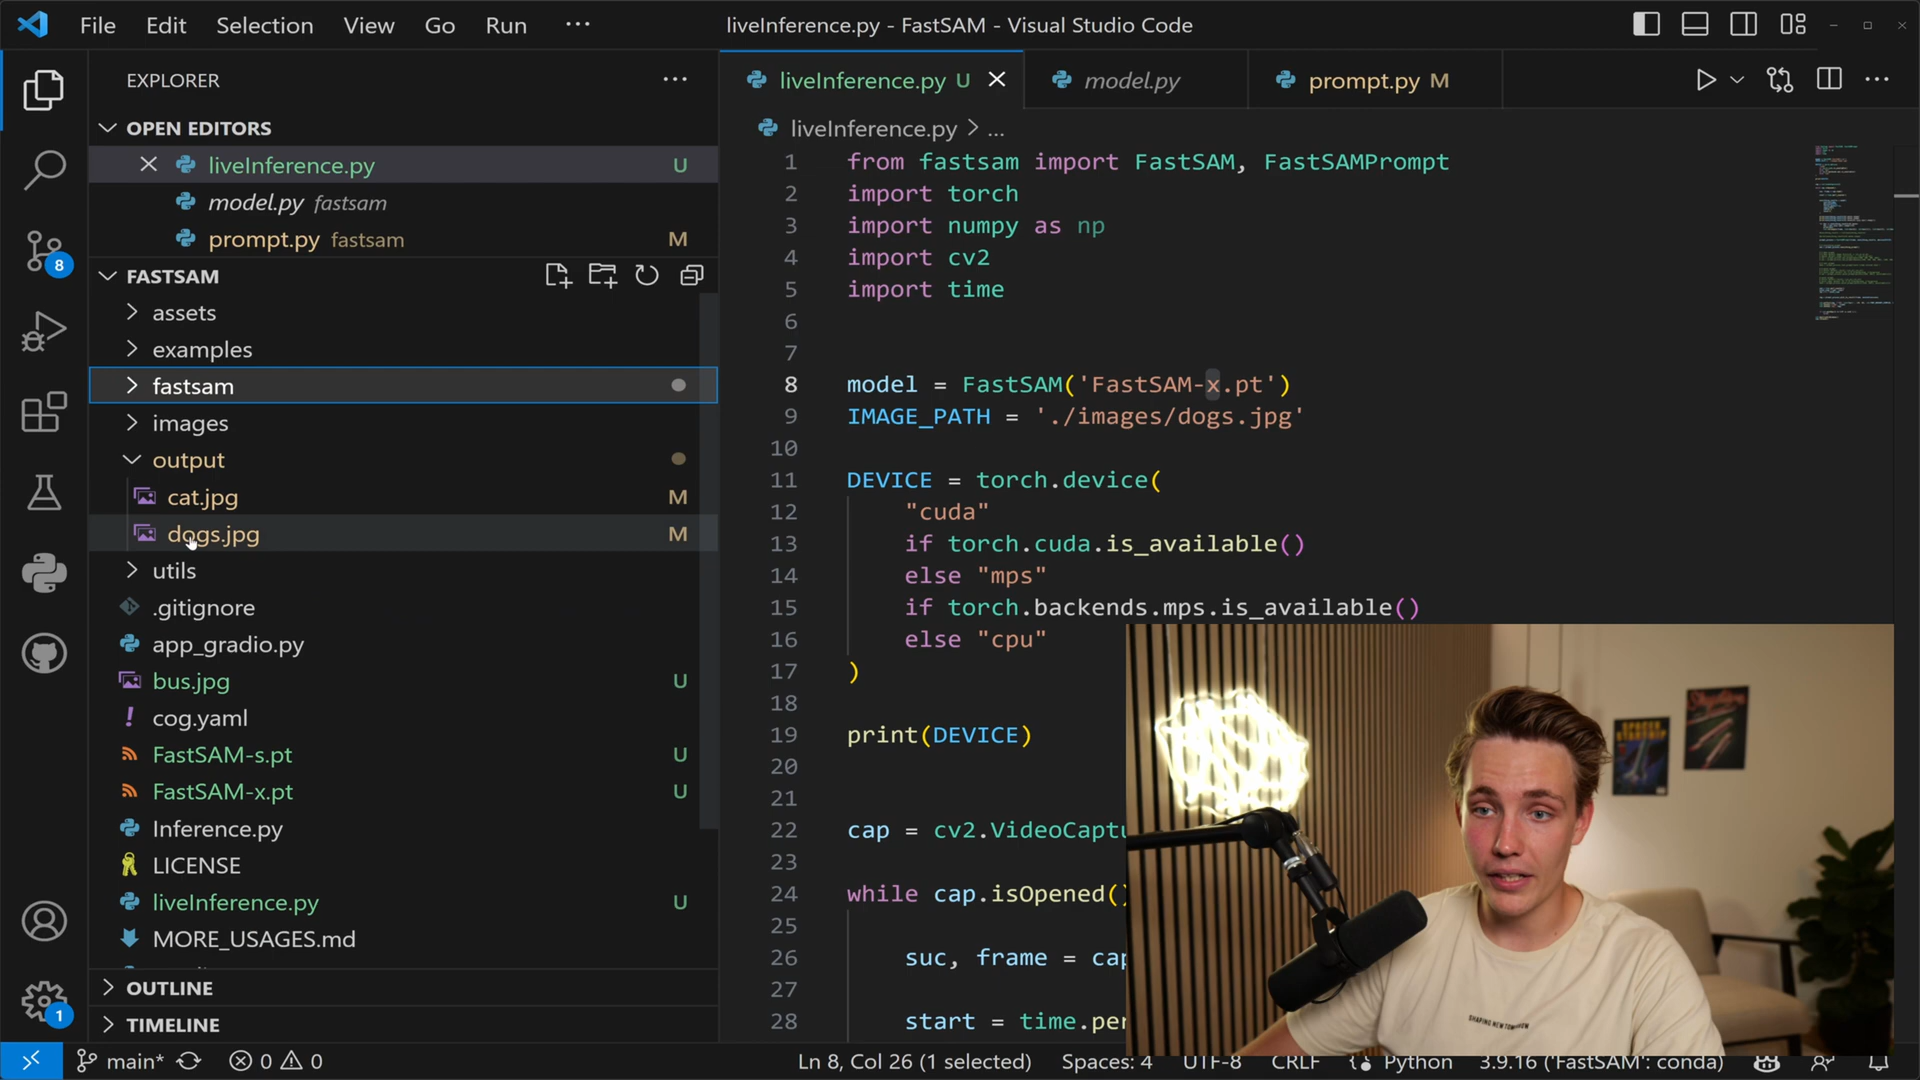 File Edit Selection View Go Run ···
liveInference.py - FastSAM - Visual Studio Code
EXPLORER
OPEN EDITORS
liveInference.py U
model.py fastsam
prompt.py fastsam M
FASTSAM
assets
examples
fastsam
images
output
cat.jpg M
dogs.jpg M
utils
.gitignore
app_gradio.py
bus.jpg U
cog.yaml
FastSAM-s.pt U
FastSAM-x.pt U
Inference.py
LICENSE
liveInference.py U
MORE_USAGES.md
OUTLINE
TIMELINE
8
1
liveInference.py U
model.py
prompt.py M
liveInference.py > ...
1 from fastsam import FastSAM, FastSAMPrompt
2 import torch
3 import numpy as np
4 import cv2
5 import time
6
7
8 model = FastSAM('FastSAM-x.pt')
9 IMAGE_PATH = './images/dogs.jpg'
10
11 DEVICE = torch.device(
12 "cuda"
13 if torch.cuda.is_available()
14 else "mps"
15 if torch.backends.mps.is_available()
16 else "cpu"
17 )
18
19 print(DEVICE)
20
21
22 cap = cv2.VideoCaptu
23
24 while cap.isOpened()
25
26 suc, frame = cap
27
28 start = time.per
SHAPING NEW TOMORROW
main* 0 0
Ln 8, Col 26 (1 selected) Spaces: 4 UTF-8 CRLF Python 3.9.16 ('FastSAM': conda)